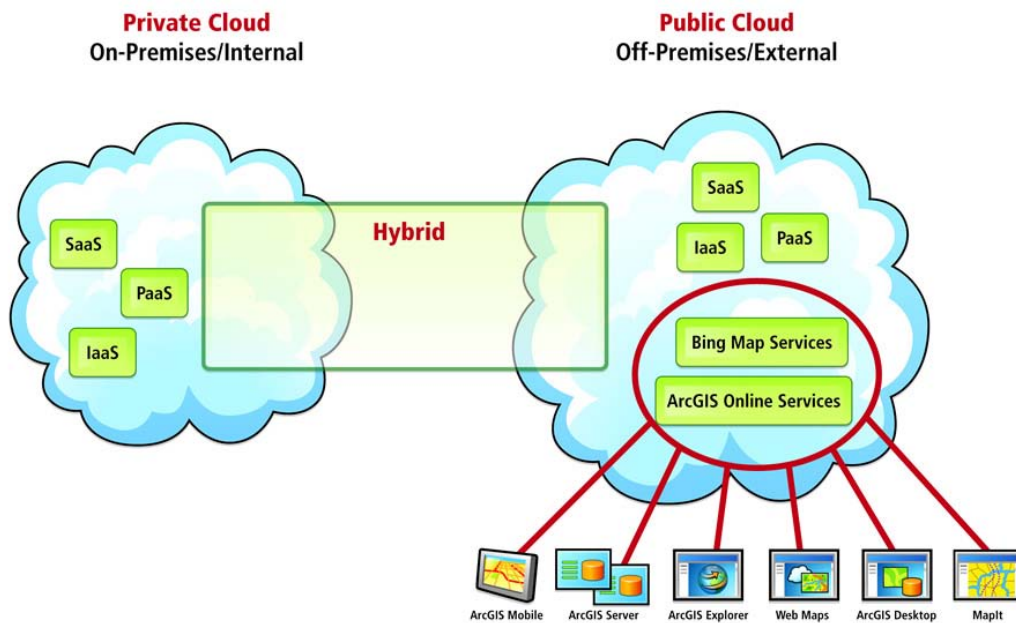 Private Cloud
On-Premises/Internal
Public Cloud
Off-Premises/External
SaaS
PaaS
IaaS
Hybrid
SaaS
IaaS
PaaS
Bing Map Services
ArcGIS Online Services
ArcGIS Mobile
ArcGIS Server
ArcGIS Explorer
Web Maps
ArcGIS Desktop
MapIt